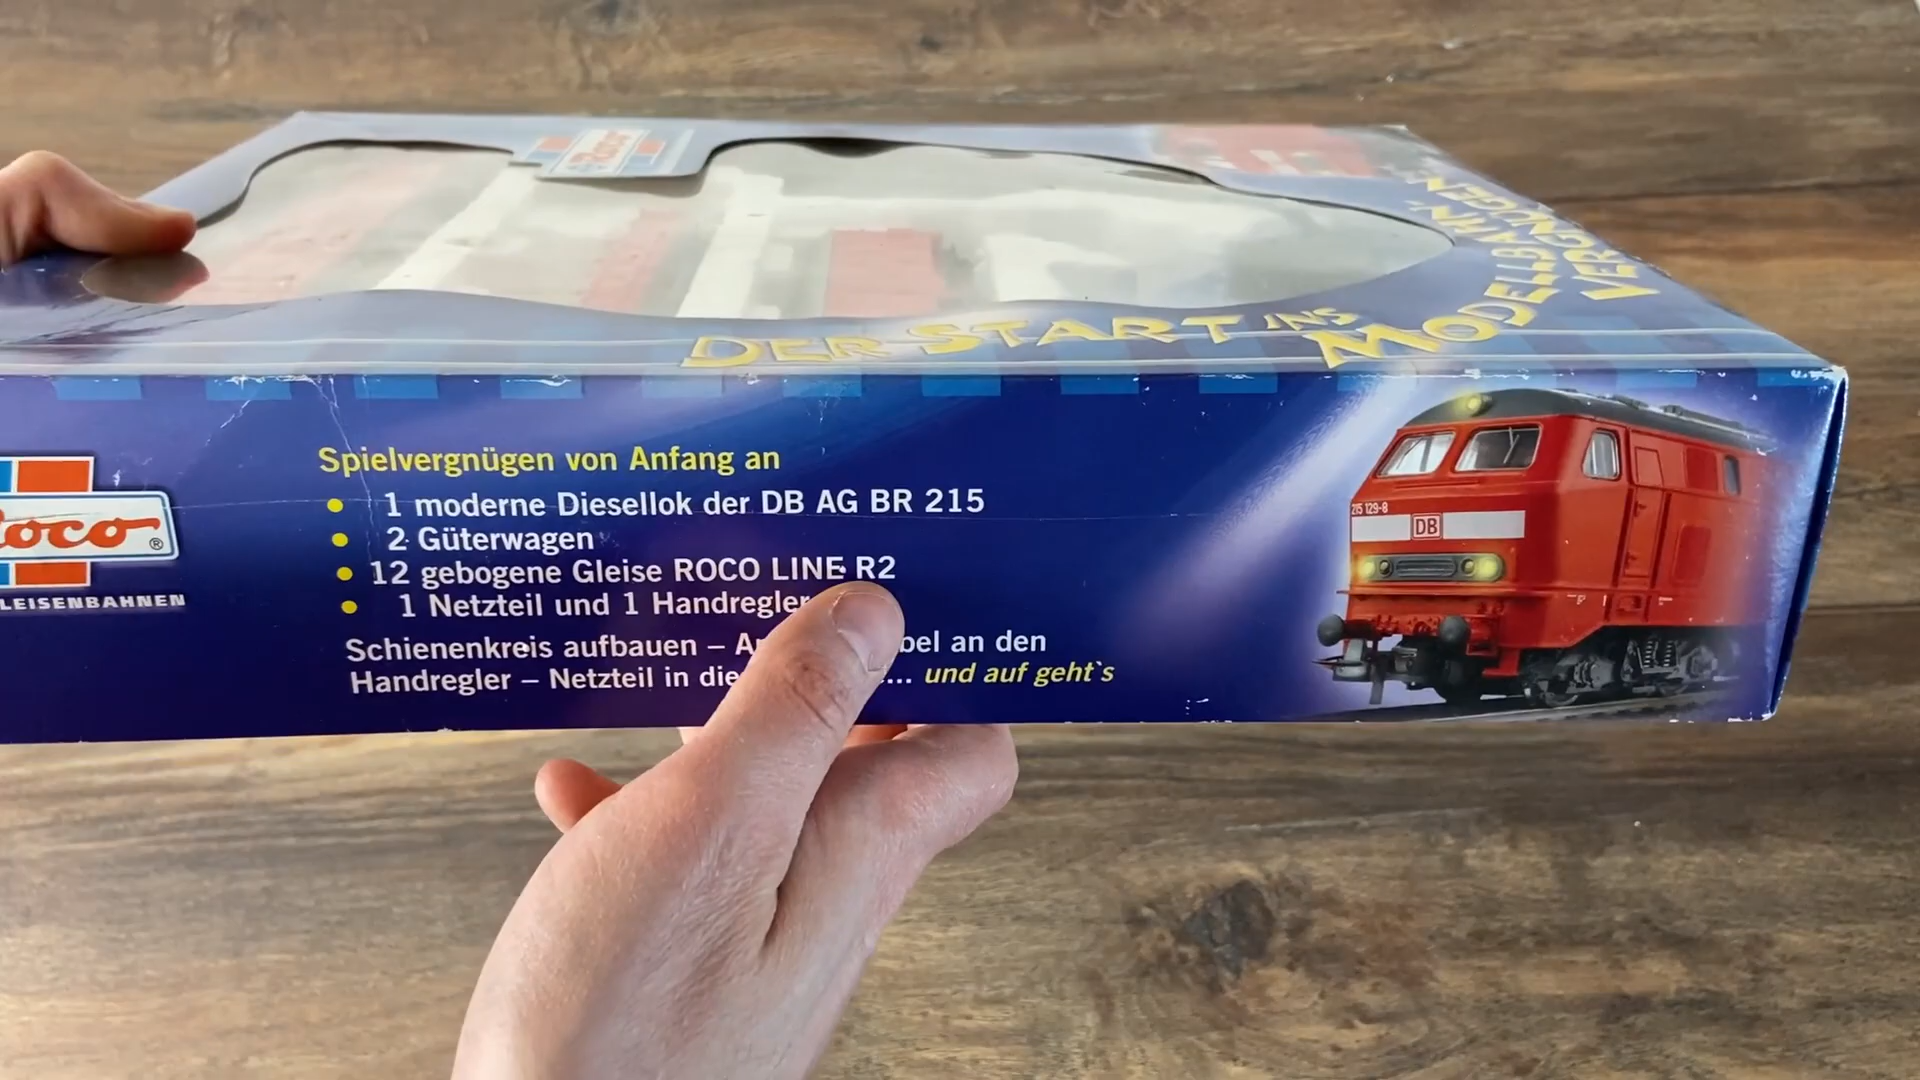 Roco
DER START INS
MODELLBAHN-
VERGNÜGEN
Spielvergnügen von Anfang an
• 1 moderne Diesellok der DB AG BR 215
• 2 Güterwagen
• 12 gebogene Gleise ROCO LINE R2
• 1 Netzteil und 1 Handregler
Schienenkreis aufbauen – an den
Handregler – Netzteil in die ... und auf geht`s
oco ®
LEISENBAHNEN
215 129-8
DB